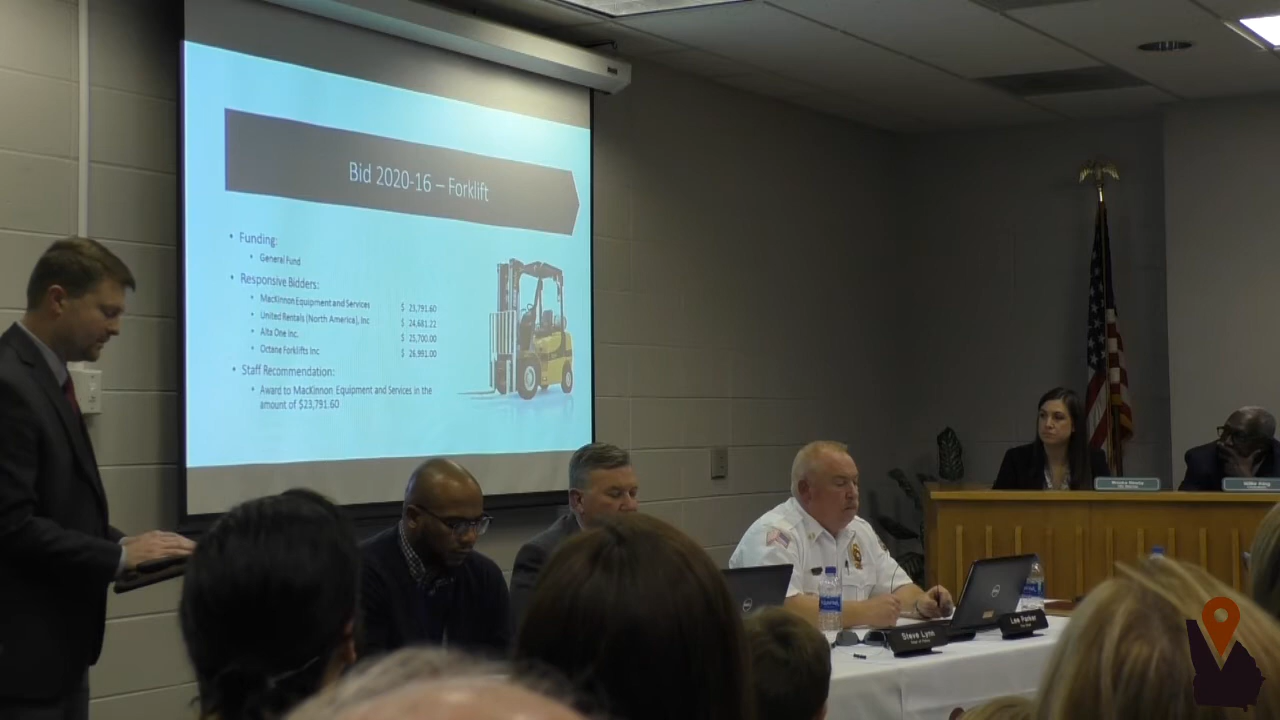 Bid 2020-16 – Forklift
• Funding:
• General Fund
• Responsive Bidders:
• MacKinnon Equipment and Services $ 23,791.60
• United Rentals (North America), Inc $ 24,681.22
• Alta One Inc. $ 25,700.00
• Octane Forklifts Inc $ 26,991.00
• Staff Recommendation:
• Award to MacKinnon Equipment and Services in the
amount of $23,791.60
Steve Lynn
Lee Parker
DELL